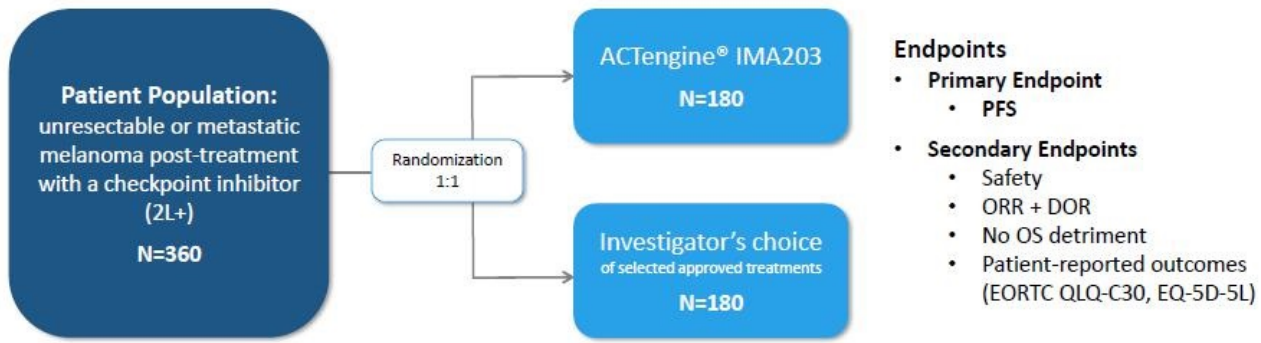 Patient Population:
unresectable or metastatic
melanoma post-treatment
with a checkpoint inhibitor
(2L+)
N=360
Randomization
1:1
ACTengine® IMA203
N=180
Investigator's choice
of selected approved treatments
N=180
Endpoints
• Primary Endpoint
• PFS
• Secondary Endpoints
• Safety
• ORR + DOR
• No OS detriment
• Patient-reported outcomes
(EORTC QLQ-C30, EQ-5D-5L)